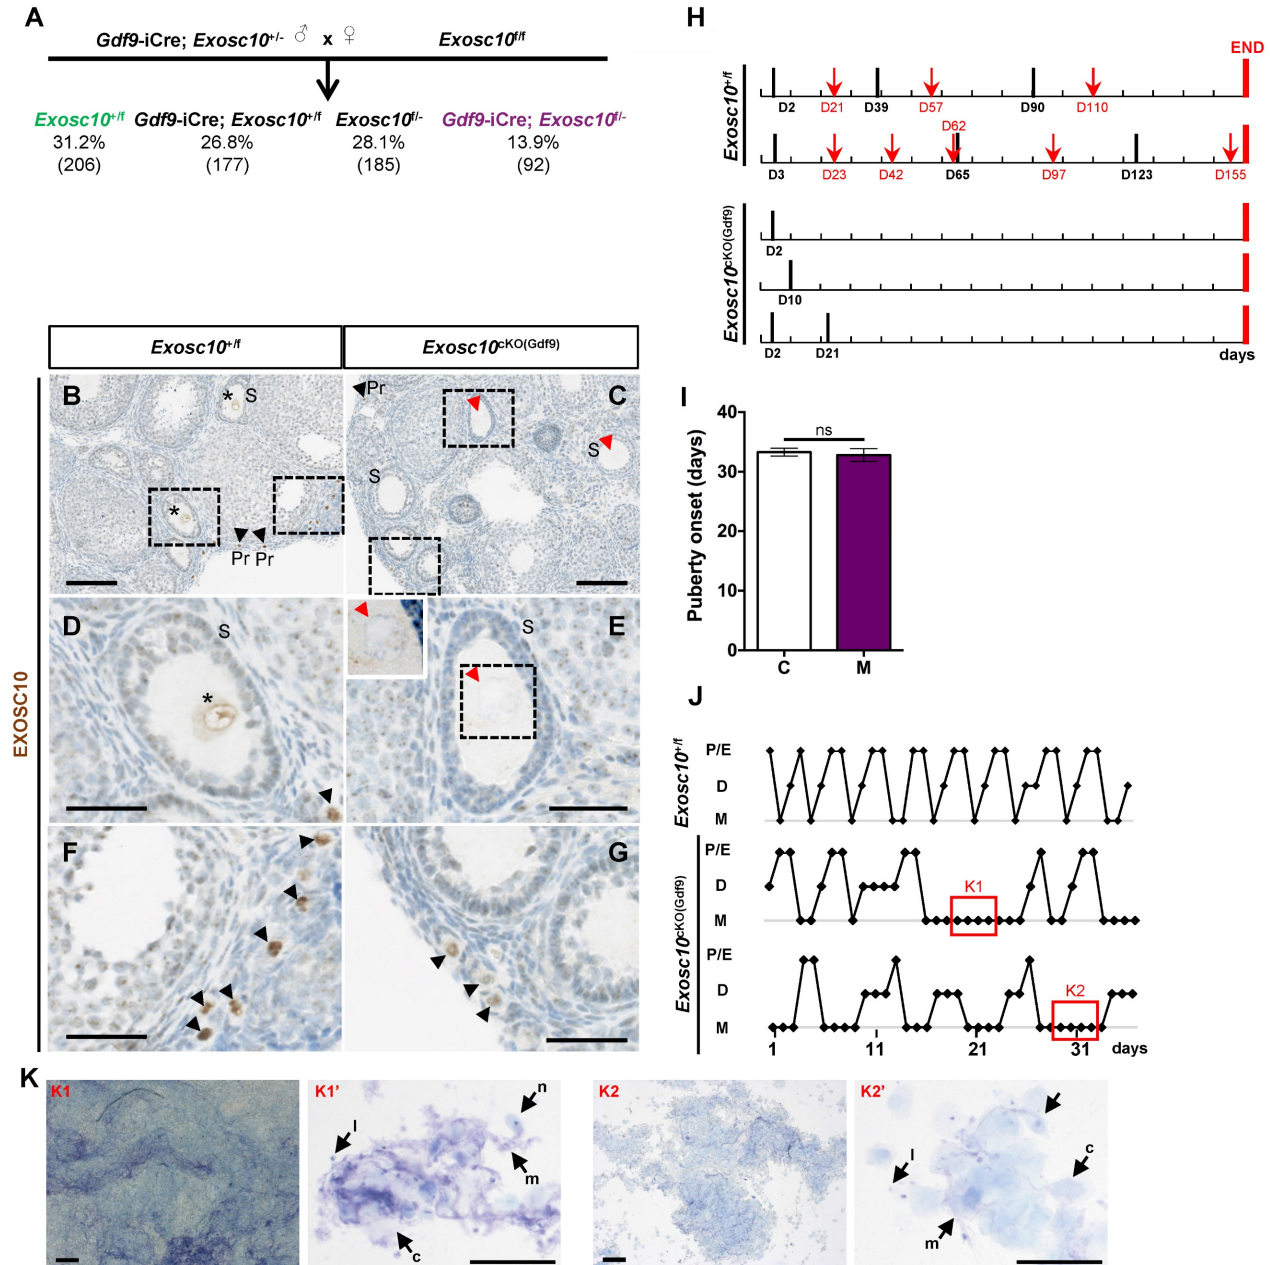 A
Gdf9-iCre; Exosc10+/- ♂ x ♀ Exosc10f/f
Exosc10+/f Gdf9-iCre; Exosc10+/f Exosc10f/- Gdf9-iCre; Exosc10f/-
31.2% 26.8% 28.1% 13.9%
(206) (177) (185) (92)
Exosc10+/f Exosc10cKO(Gdf9)
EXOSC10
B * S
*
Pr Pr
C
Pr
S
S
D S
*
E S
F
G
H
END
Exosc10+/f
D2 D21 D39 D57 D90 D110
D62
D3 D23 D42 D65 D97 D123 D155
Exosc10cKO(Gdf9)
D2
D10
D2 D21
days
I
Puberty onset (days)
40
30
20
10
0
ns
C M
J
Exosc10+/f
P/E
D
M
Exosc10cKO(Gdf9)
P/E
D
M
K1
P/E
D
M
K2
1 11 21 31 days
K
K1
K1’
n
l
m
c
K2
K2’
l
c
m